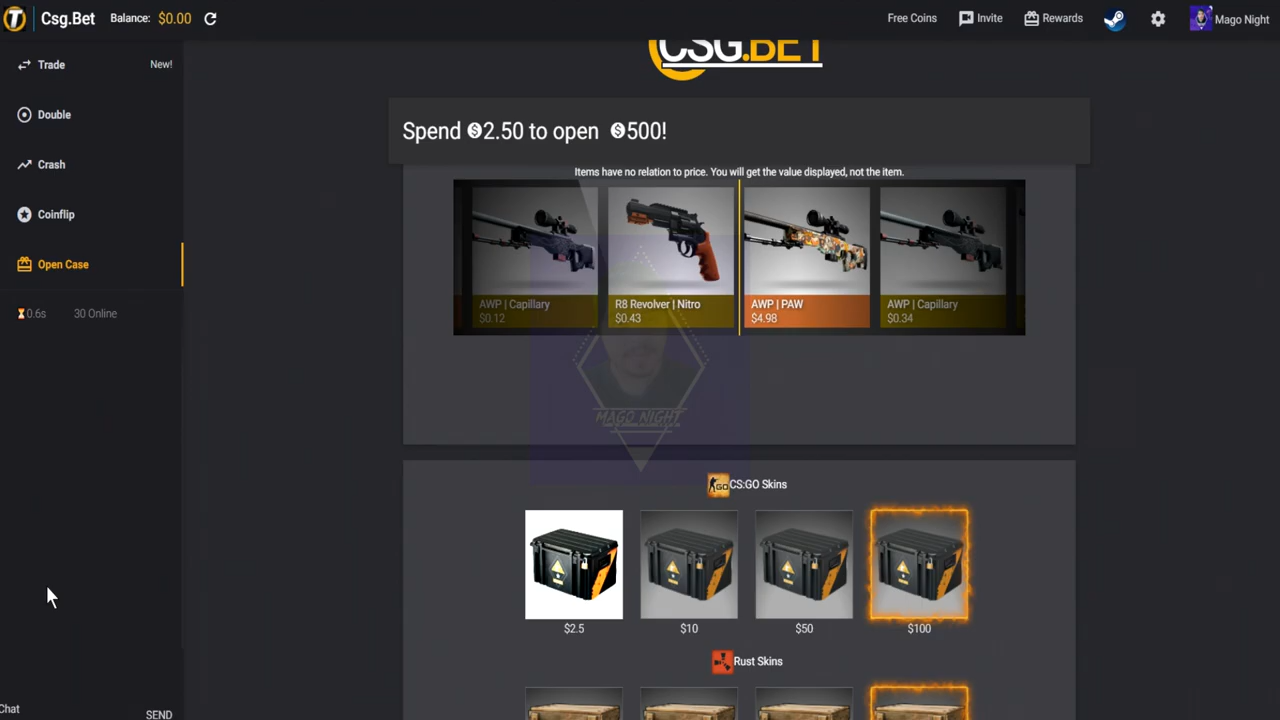 Csg.Bet
Balance: $0.00
Free Coins
Invite
Rewards
Mago Night
Trade
New!
Double
Crash
Coinflip
Open Case
0.6s
30 Online
CSG.BET
Spend $2.50 to open $500!
Items have no relation to price. You will get the value displayed, not the item.
AWP | Capillary
$0.12
R8 Revolver | Nitro
$0.43
AWP | PAW
$4.98
AWP | Capillary
$0.34
MAGO NIGHT
GO CS:GO Skins
$2.5
$10
$50
$100
Rust Skins
Chat
SEND